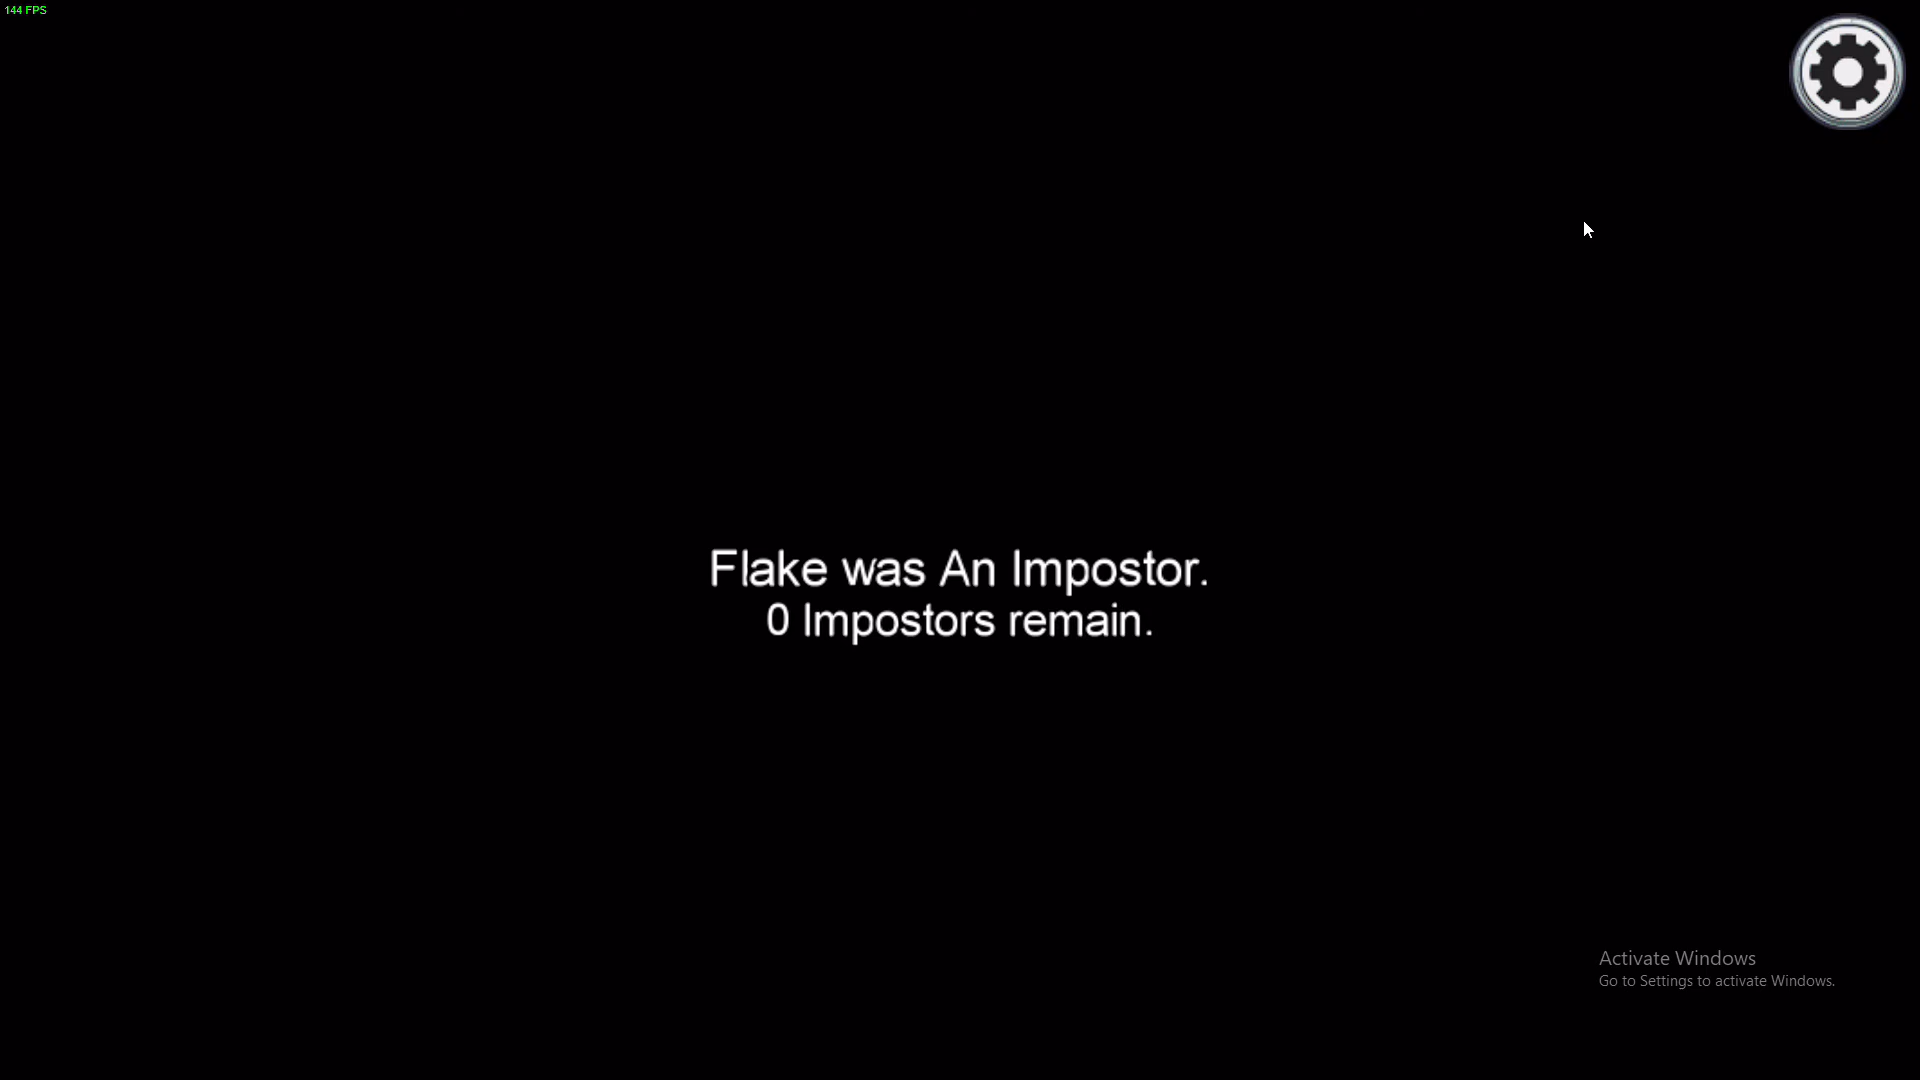 144 FPS
Flake was An Impostor.
0 Impostors remain.
Activate Windows
Go to Settings to activate Windows.